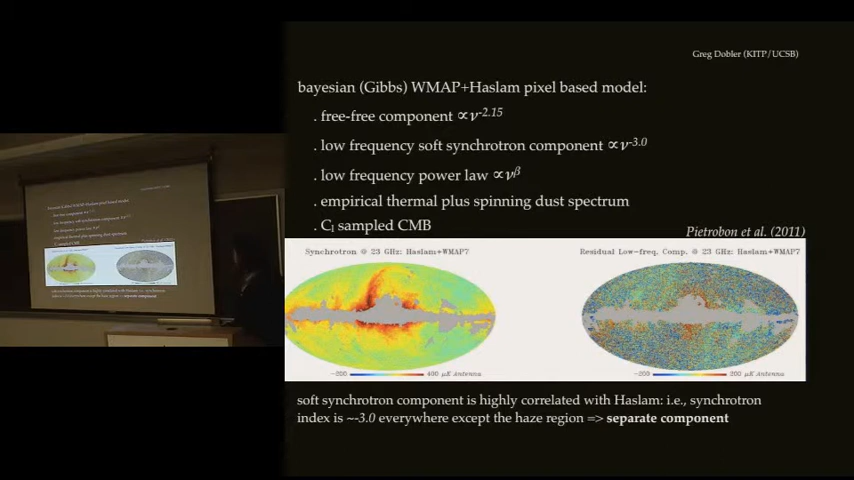 Greg Dobler (KITP/UCSB)
bayesian (Gibbs) WMAP+Haslam pixel based model:
. free-free component ∝ν^-2.15
. low frequency soft synchrotron component ∝ν^-3.0
. low frequency power law ∝ν^β
. empirical thermal plus spinning dust spectrum
. C_l sampled CMB
Pietrobon et al. (2011)
Synchrotron @ 23 GHz: Haslam+WMAP7
Residual Low-freq. Comp. @ 23 GHz: Haslam+WMAP7
-200 400 μK Antenna
-200 200 μK Antenna
soft synchrotron component is highly correlated with Haslam: i.e., synchrotron
index is ~-3.0 everywhere except the haze region => separate component